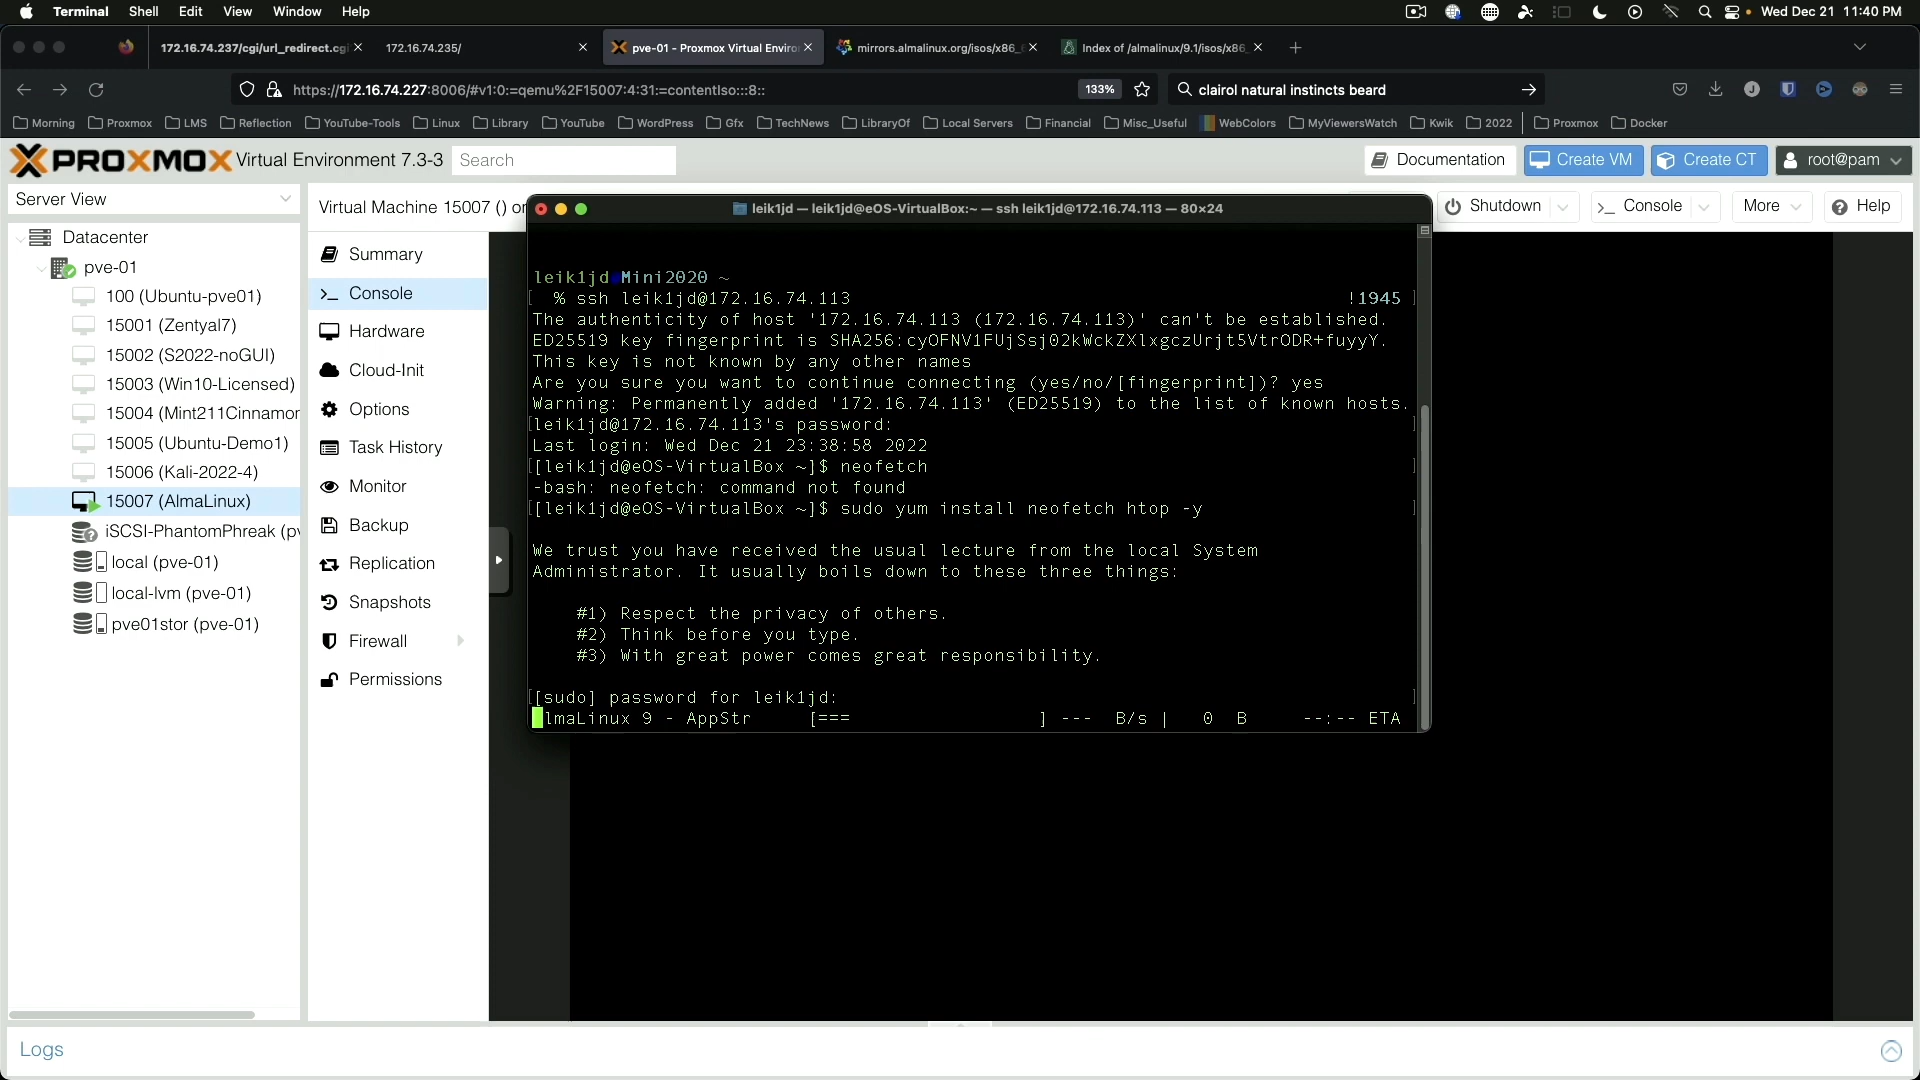 Terminal Shell Edit View Window Help Wed Dec 21 11:40 PM
172.16.74.237/cgi/url_redirect.cgi 172.16.74.235/ pve-01 - Proxmox Virtual Enviro mirrors.almalinux.org/isos/x86_ Index of /almalinux/9.1/isos/x86_
https://172.16.74.227:8006/#v1:0:=qemu%2F15007:4:31:=contentIso:::8:: 133% clairol natural instincts beard
Morning Proxmox LMS Reflection YouTube-Tools Linux Library YouTube WordPress Gfx TechNews LibraryOf Local Servers Financial Misc_Useful WebColors MyViewersWatch Kwik 2022 Proxmox Docker
PROXMOX Virtual Environment 7.3-3 Search Documentation Create VM Create CT root@pam
Server View
Virtual Machine 15007 () on
Shutdown Console More Help
Datacenter
pve-01
100 (Ubuntu-pve01)
15001 (Zentyal7)
15002 (S2022-noGUI)
15003 (Win10-Licensed)
15004 (Mint211Cinnamon
15005 (Ubuntu-Demo1)
15006 (Kali-2022-4)
15007 (AlmaLinux)
iSCSI-PhantomPhreak (pv
local (pve-01)
local-lvm (pve-01)
pve01stor (pve-01)
Summary
Console
Hardware
Cloud-Init
Options
Task History
Monitor
Backup
Replication
Snapshots
Firewall
Permissions
leik1jd — leik1jd@eOS-VirtualBox:~ — ssh leik1jd@172.16.74.113 — 80×24
leik1jd Mini2020 ~
[ % ssh leik1jd@172.16.74.113 !1945 ]
The authenticity of host '172.16.74.113 (172.16.74.113)' can't be established.
ED25519 key fingerprint is SHA256:cyOFNV1FUjSsj02kWckZXlxgczUrjt5VtrODR+fuyyY.
This key is not known by any other names
Are you sure you want to continue connecting (yes/no/[fingerprint])? yes
Warning: Permanently added '172.16.74.113' (ED25519) to the list of known hosts.
[leik1jd@172.16.74.113's password: ]
Last login: Wed Dec 21 23:38:58 2022
[[leik1jd@eOS-VirtualBox ~]$ neofetch ]
-bash: neofetch: command not found
[[leik1jd@eOS-VirtualBox ~]$ sudo yum install neofetch htop -y ]
We trust you have received the usual lecture from the local System
Administrator. It usually boils down to these three things:
#1) Respect the privacy of others.
#2) Think before you type.
#3) With great power comes great responsibility.
[[sudo] password for leik1jd: ]
lmaLinux 9 - AppStr [=== ] --- B/s | 0 B --:-- ETA
Logs